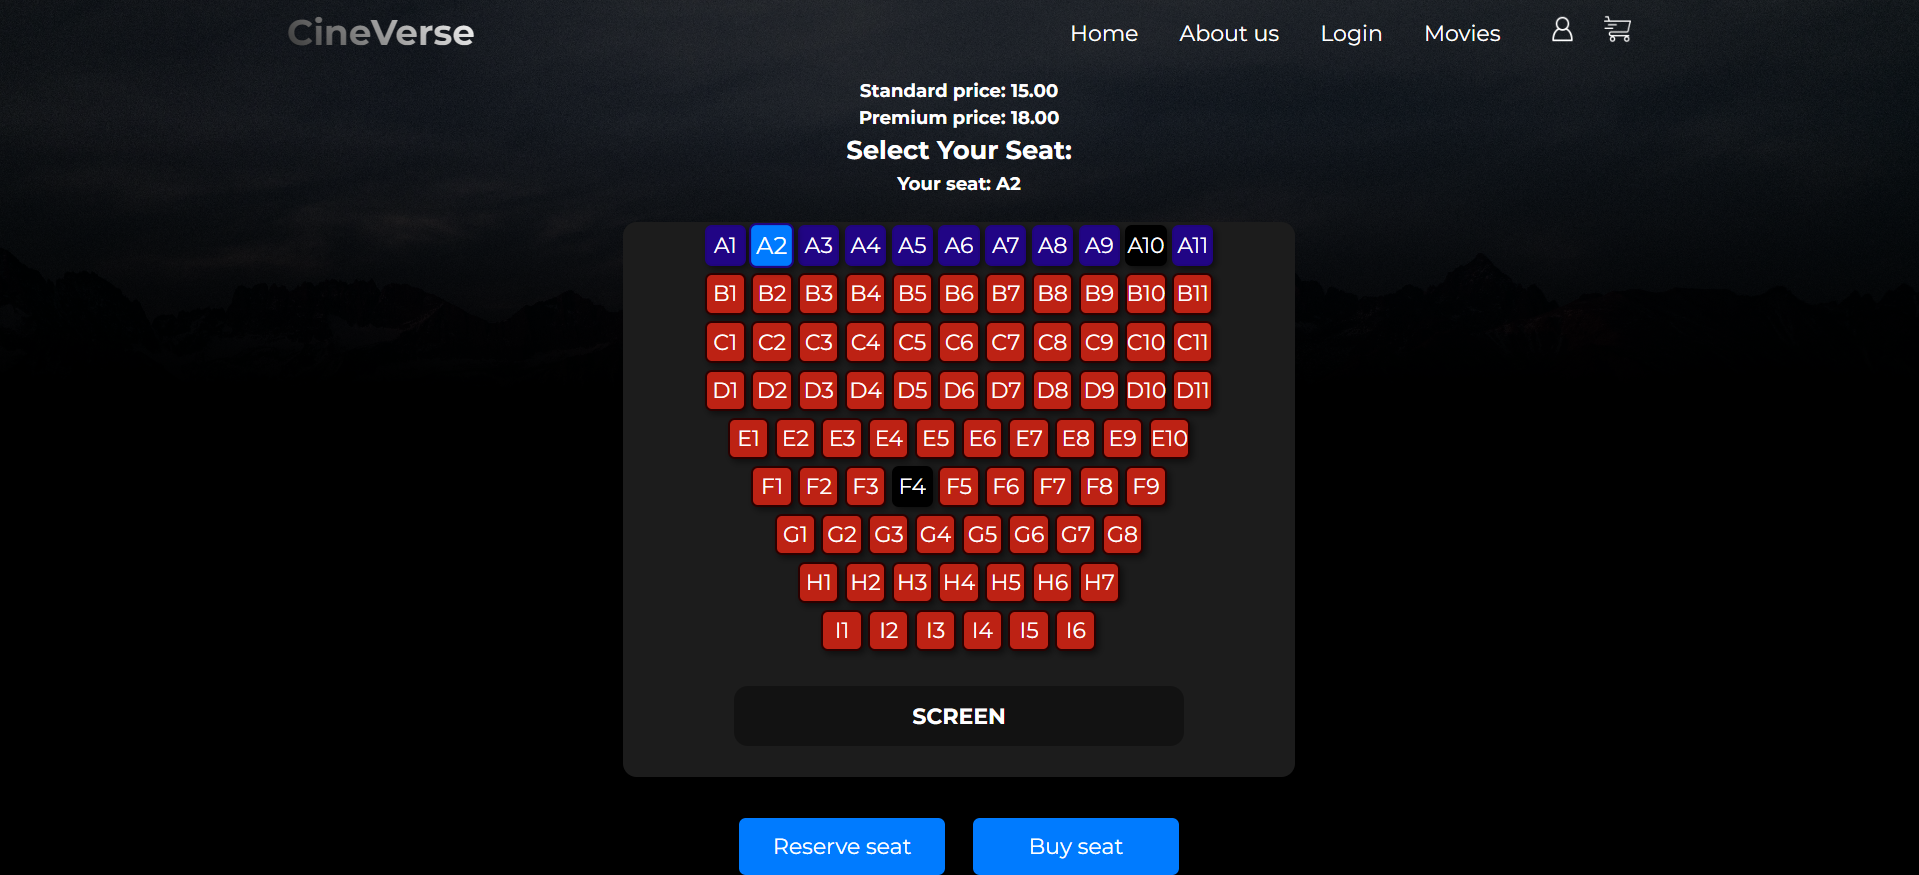 CineVerse Home About us Login Movies
Standard price: 15.00
Premium price: 18.00
Select Your Seat:
Your seat: A2
A1 A2 A3 A4 A5 A6 A7 A8 A9 A10 A11
B1 B2 B3 B4 B5 B6 B7 B8 B9 B10 B11
C1 C2 C3 C4 C5 C6 C7 C8 C9 C10 C11
D1 D2 D3 D4 D5 D6 D7 D8 D9 D10 D11
E1 E2 E3 E4 E5 E6 E7 E8 E9 E10
F1 F2 F3 F4 F5 F6 F7 F8 F9
G1 G2 G3 G4 G5 G6 G7 G8
H1 H2 H3 H4 H5 H6 H7
I1 I2 I3 I4 I5 I6
SCREEN
Reserve seat Buy seat